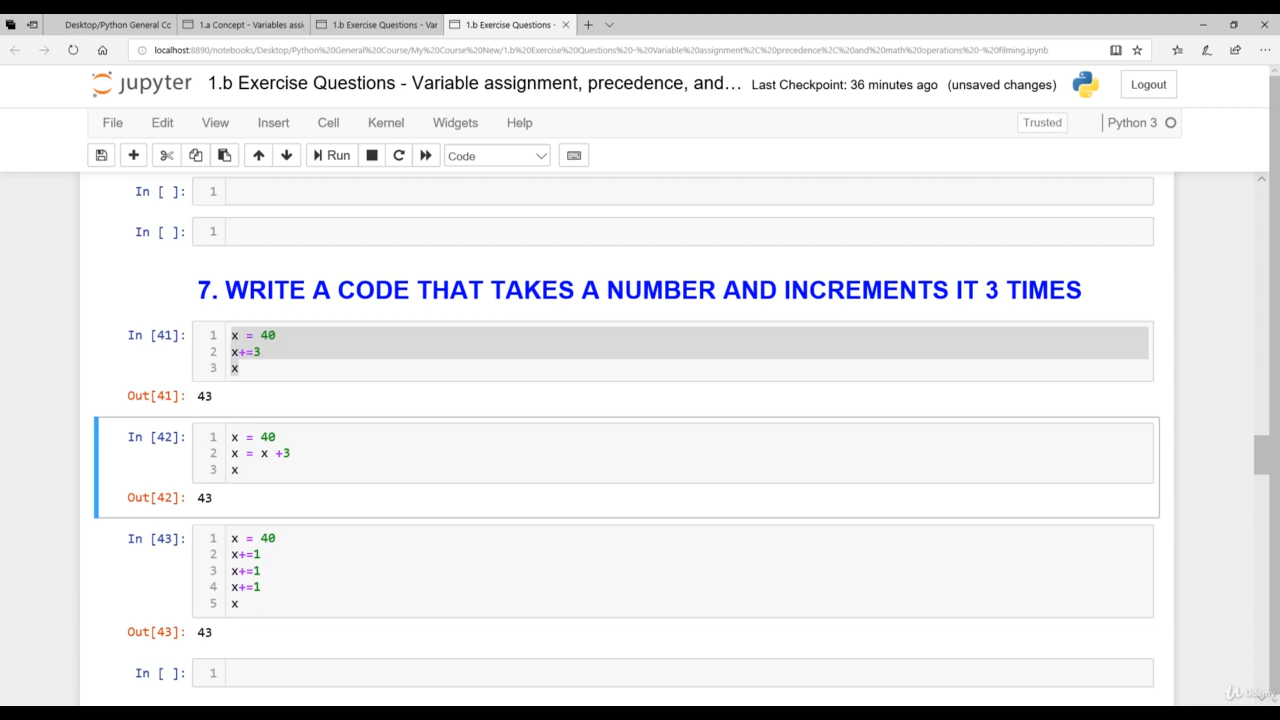 Desktop/Python General Co
1.a Concept - Variables assi
1.b Exercise Questions - Var
1.b Exercise Questions -
localhost:8890/notebooks/Desktop/Python%20General%20Course/My%20Course%20New/1.b%20Exercise%20Questions%20-%20Variable%20assignment%2C%20precedence%2C%20and%20math%20operations%20-%20filming.ipynb
jupyter 1.b Exercise Questions - Variable assignment, precedence, and... Last Checkpoint: 36 minutes ago (unsaved changes) Logout
File Edit View Insert Cell Kernel Widgets Help Trusted Python 3
Run Code
In [ ]: 1
In [ ]: 1
7. WRITE A CODE THAT TAKES A NUMBER AND INCREMENTS IT 3 TIMES
In [41]: 1 x = 40
2 x+=3
3 x
Out[41]: 43
In [42]: 1 x = 40
2 x = x +3
3 x
Out[42]: 43
In [43]: 1 x = 40
2 x+=1
3 x+=1
4 x+=1
5 x
Out[43]: 43
In [ ]: 1
Udemy